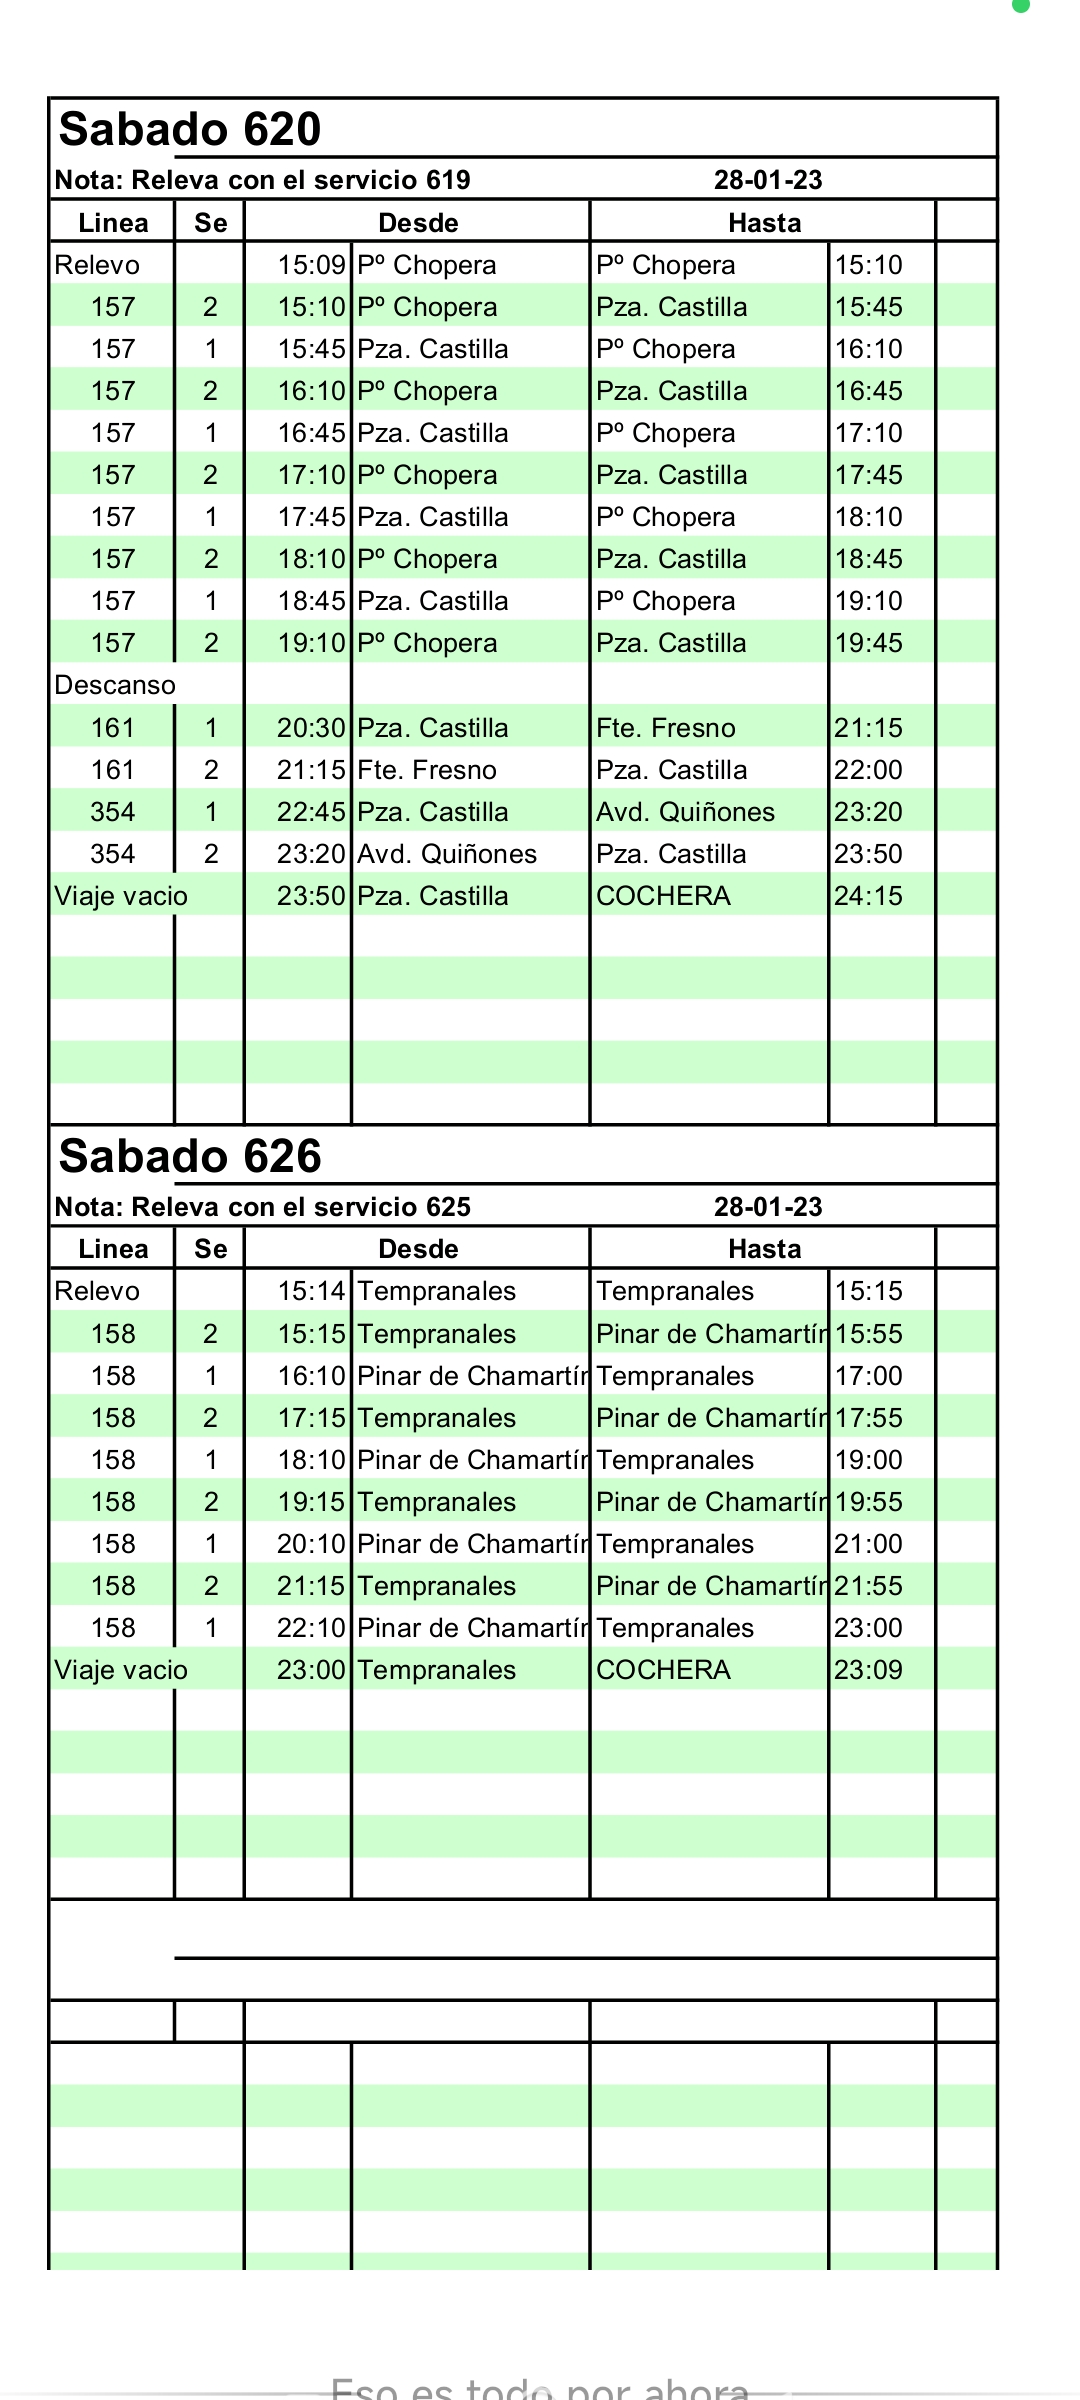 Sabado 620
Nota: Releva con el servicio 619 28-01-23
Linea Se Desde Hasta
Relevo 15:09 Pº Chopera Pº Chopera 15:10
157 2 15:10 Pº Chopera Pza. Castilla 15:45
157 1 15:45 Pza. Castilla Pº Chopera 16:10
157 2 16:10 Pº Chopera Pza. Castilla 16:45
157 1 16:45 Pza. Castilla Pº Chopera 17:10
157 2 17:10 Pº Chopera Pza. Castilla 17:45
157 1 17:45 Pza. Castilla Pº Chopera 18:10
157 2 18:10 Pº Chopera Pza. Castilla 18:45
157 1 18:45 Pza. Castilla Pº Chopera 19:10
157 2 19:10 Pº Chopera Pza. Castilla 19:45
Descanso
161 1 20:30 Pza. Castilla Fte. Fresno 21:15
161 2 21:15 Fte. Fresno Pza. Castilla 22:00
354 1 22:45 Pza. Castilla Avd. Quiñones 23:20
354 2 23:20 Avd. Quiñones Pza. Castilla 23:50
Viaje vacio 23:50 Pza. Castilla COCHERA 24:15
Sabado 626
Nota: Releva con el servicio 625 28-01-23
Linea Se Desde Hasta
Relevo 15:14 Tempranales Tempranales 15:15
158 2 15:15 Tempranales Pinar de Chamartín 15:55
158 1 16:10 Pinar de Chamartín Tempranales 17:00
158 2 17:15 Tempranales Pinar de Chamartín 17:55
158 1 18:10 Pinar de Chamartín Tempranales 19:00
158 2 19:15 Tempranales Pinar de Chamartín 19:55
158 1 20:10 Pinar de Chamartín Tempranales 21:00
158 2 21:15 Tempranales Pinar de Chamartín 21:55
158 1 22:10 Pinar de Chamartín Tempranales 23:00
Viaje vacio 23:00 Tempranales COCHERA 23:09
Eso es todo por ahora